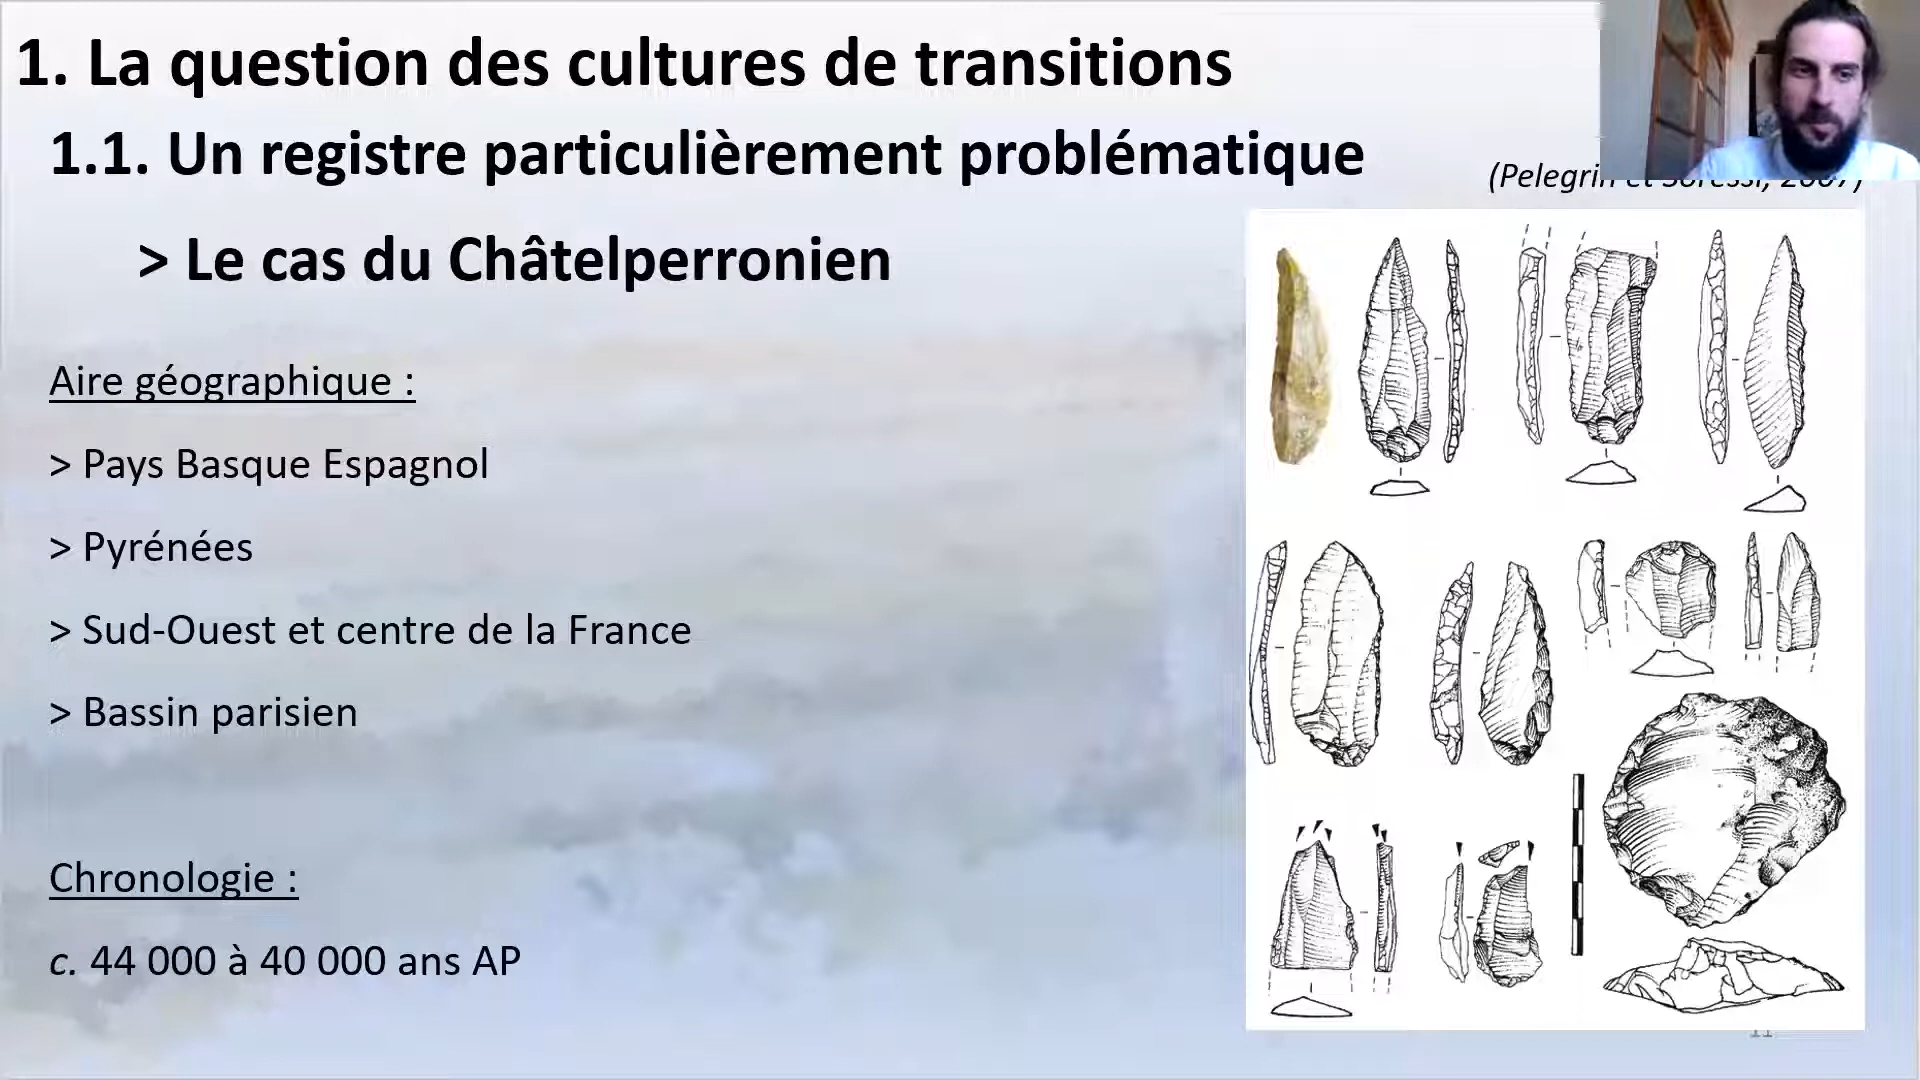 1. La question des cultures de transitions
1.1. Un registre particulièrement problématique
(Pelegrin et Soressi, 2007)
> Le cas du Châtelperronien
Aire géographique :
> Pays Basque Espagnol
> Pyrénées
> Sud-Ouest et centre de la France
> Bassin parisien
Chronologie :
c. 44 000 à 40 000 ans AP
11